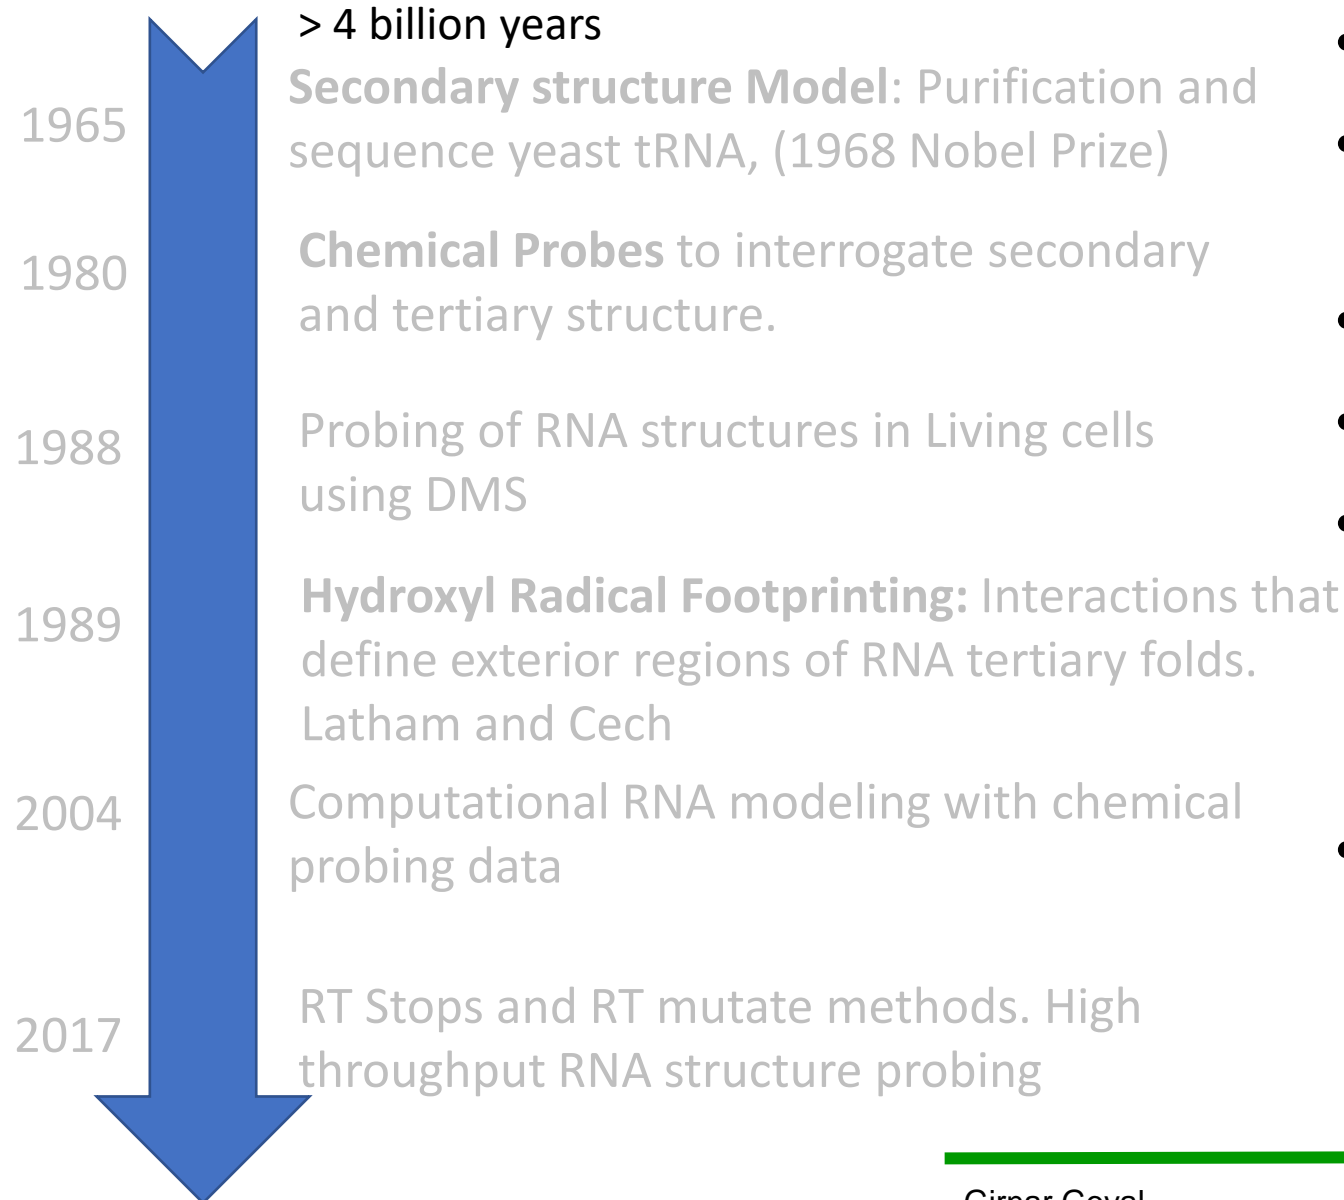 > 4 billion years
1965
Secondary structure Model: Purification and
sequence yeast tRNA, (1968 Nobel Prize)
1980
Chemical Probes to interrogate secondary
and tertiary structure.
1988
Probing of RNA structures in Living cells
using DMS
1989
Hydroxyl Radical Footprinting: Interactions that
define exterior regions of RNA tertiary folds.
Latham and Cech
2004
Computational RNA modeling with chemical
probing data
2017
RT Stops and RT mutate methods. High
throughput RNA structure probing